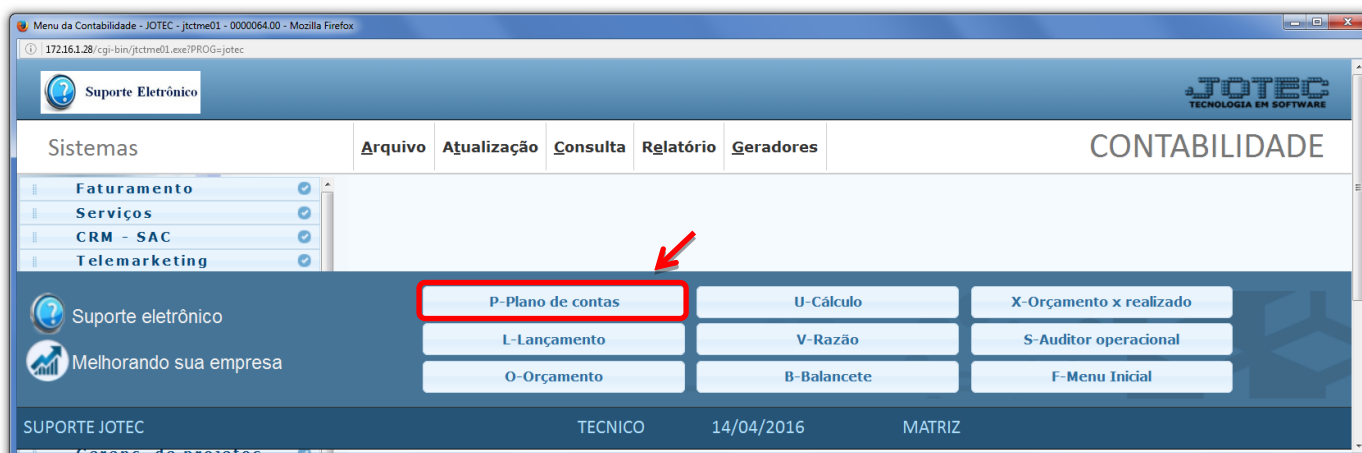 Menu da Contabilidade - JOTEC - jtctme01 - 0000064.00 - Mozilla Firefox
172.16.1.28/cgi-bin/jtctme01.exe?PROG=jotec
Suporte Eletrônico
JOTEC
TECNOLOGIA EM SOFTWARE
Sistemas
Arquivo Atualização Consulta Relatório Geradores
CONTABILIDADE
Faturamento
Serviços
CRM - SAC
Telemarketing
Suporte eletrônico
Melhorando sua empresa
P-Plano de contas U-Cálculo X-Orçamento x realizado
L-Lançamento V-Razão S-Auditor operacional
O-Orçamento B-Balancete F-Menu Inicial
SUPORTE JOTEC TECNICO 14/04/2016 MATRIZ